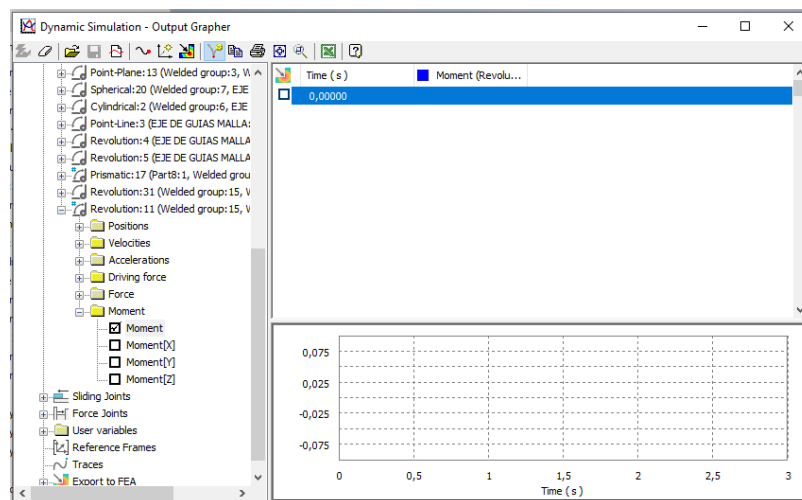 Dynamic Simulation - Output Grapher
Point-Plane:13 (Welded group:3, W
Spherical:20 (Welded group:7, EJE
Cylindrical:2 (Welded group:6, EJE
Point-Line:3 (EJE DE GUIAS MALLA:
Revolution:4 (EJE DE GUIAS MALLA
Revolution:5 (EJE DE GUIAS MALLA
Prismatic:17 (Part8:1, Welded grou
Revolution:31 (Welded group:15, W
Revolution:11 (Welded group:15, W
Positions
Velocities
Accelerations
Driving force
Force
Moment
Moment
Moment[X]
Moment[Y]
Moment[Z]
Sliding Joints
Force Joints
User variables
Reference Frames
Traces
Export to FEA
Time ( s ) Moment (Revolu...
0,00000
0,075
0,025
-0,025
-0,075
0 0,5 1 1,5 2 2,5 3
Time ( s )